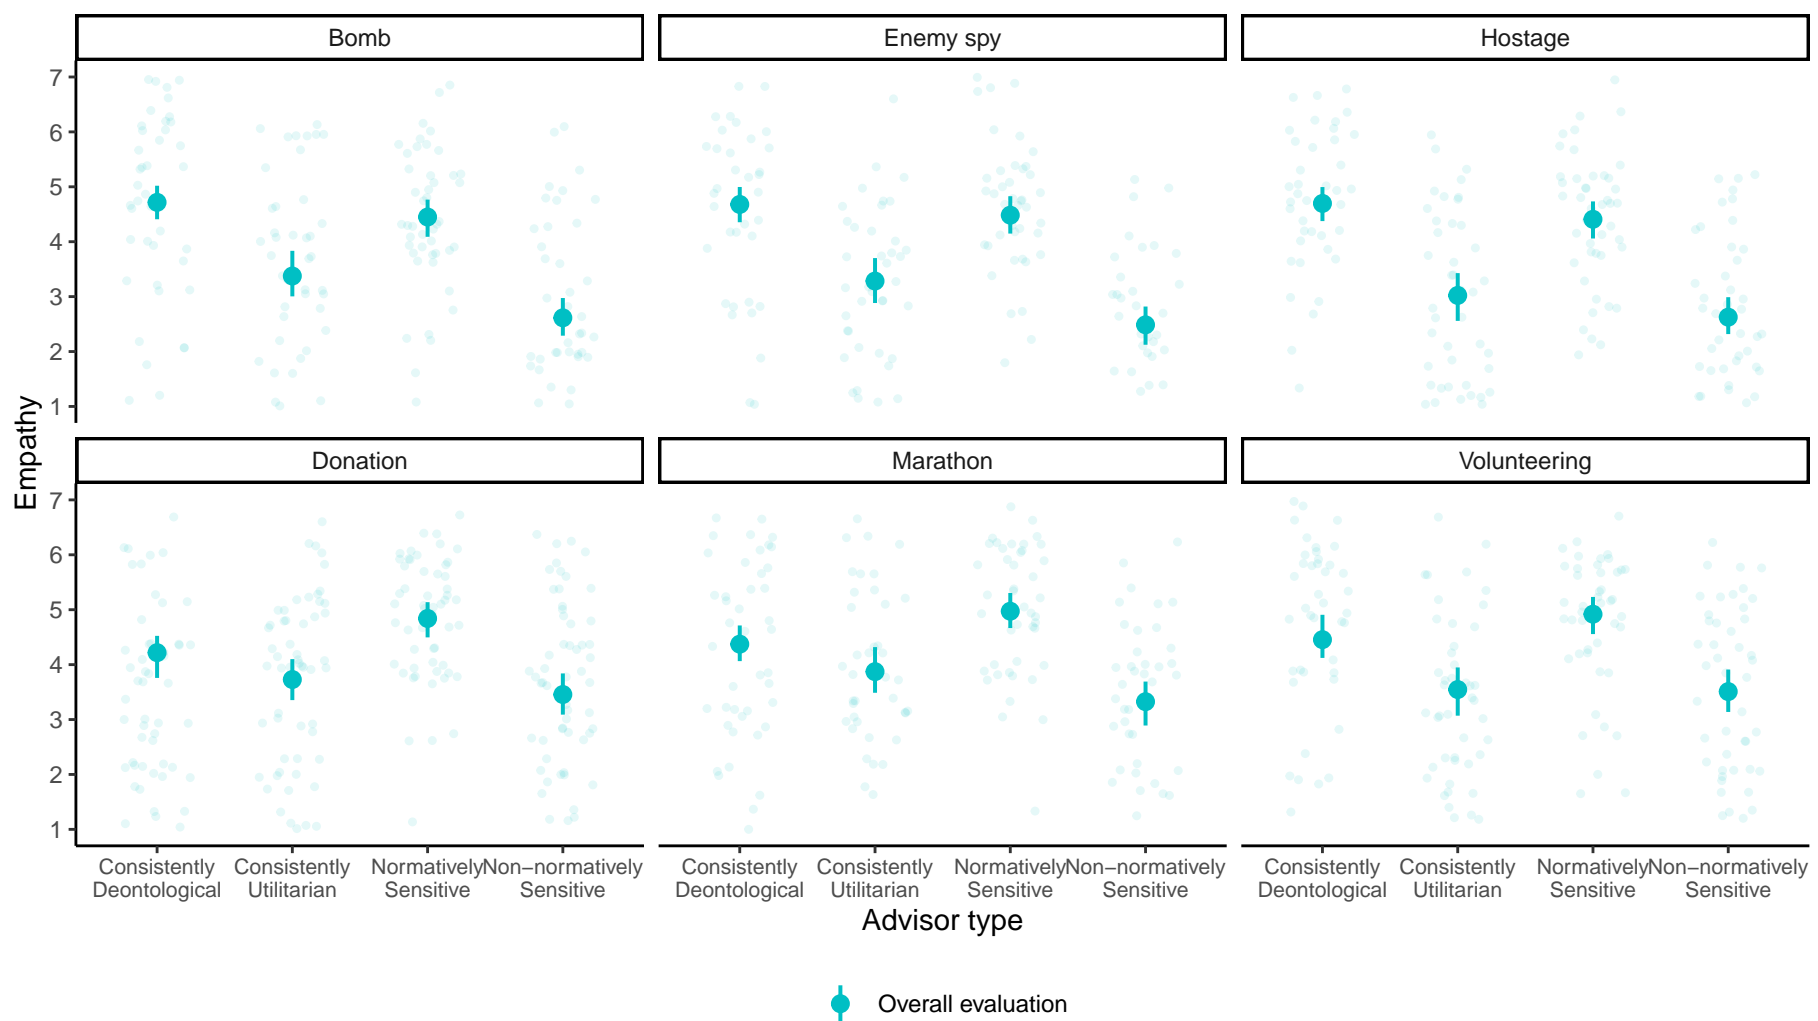 Bomb
Enemy spy
Hostage
7
6
5
4
3
2
1
Empathy
Donation
Marathon
Volunteering
7
6
5
4
3
2
1
Consistently Deontological
Consistently Utilitarian
Normatively Sensitive
Non−normatively Sensitive
Consistently Deontological
Consistently Utilitarian
Normatively Sensitive
Non−normatively Sensitive
Consistently Deontological
Consistently Utilitarian
Normatively Sensitive
Non−normatively Sensitive
Advisor type
Overall evaluation